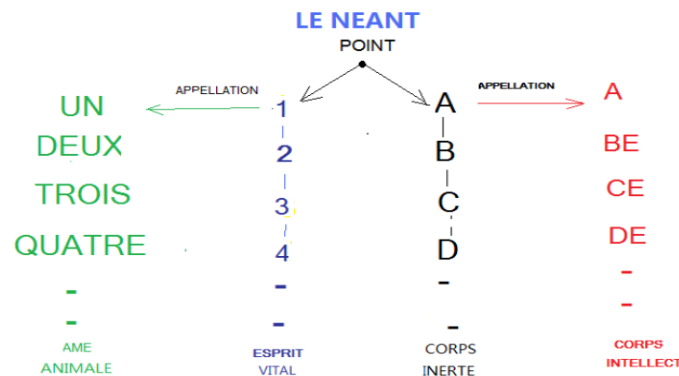 LE NEANT
POINT
APPELLATION
APPELLATION
UN 1 A A
DEUX 2 B BE
TROIS 3 C CE
QUATRE 4 D DE
- - - -
- - - -
AME ESPRIT CORPS CORPS
ANIMALE VITAL INERTE INTELLECT